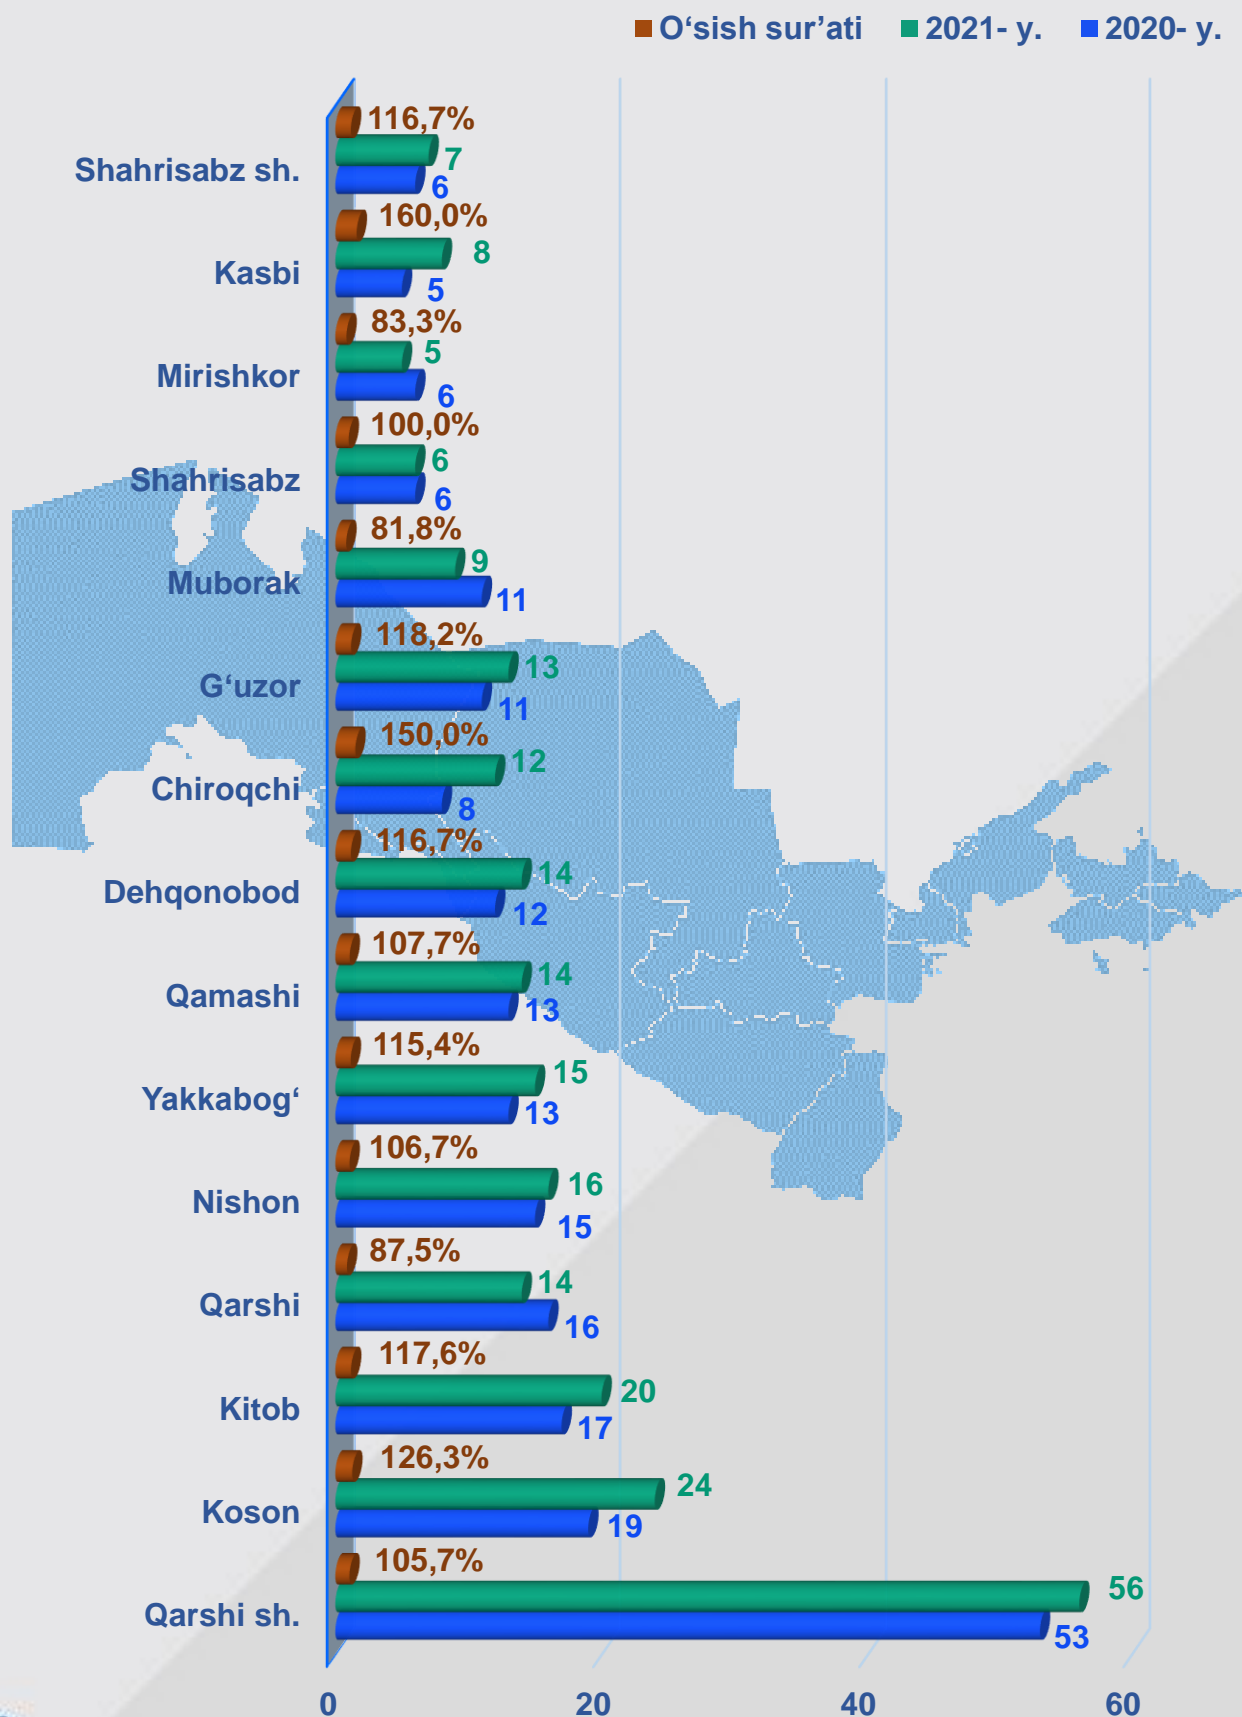 O‘sish sur’ati 2021- y. 2020- y.
116,7%
7
Shahrisabz sh.
6
160,0%
8
Kasbi
5
83,3%
5
Mirishkor
6
100,0%
6
Shahrisabz
6
81,8%
9
Muborak
11
118,2%
13
G‘uzor
11
150,0%
12
Chiroqchi
8
116,7%
14
Dehqonobod
12
107,7%
14
Qamashi
13
115,4%
15
Yakkabog‘
13
106,7%
16
Nishon
15
87,5%
14
Qarshi
16
117,6%
20
Kitob
17
126,3%
24
Koson
19
105,7%
56
Qarshi sh.
53
0 20 40 60